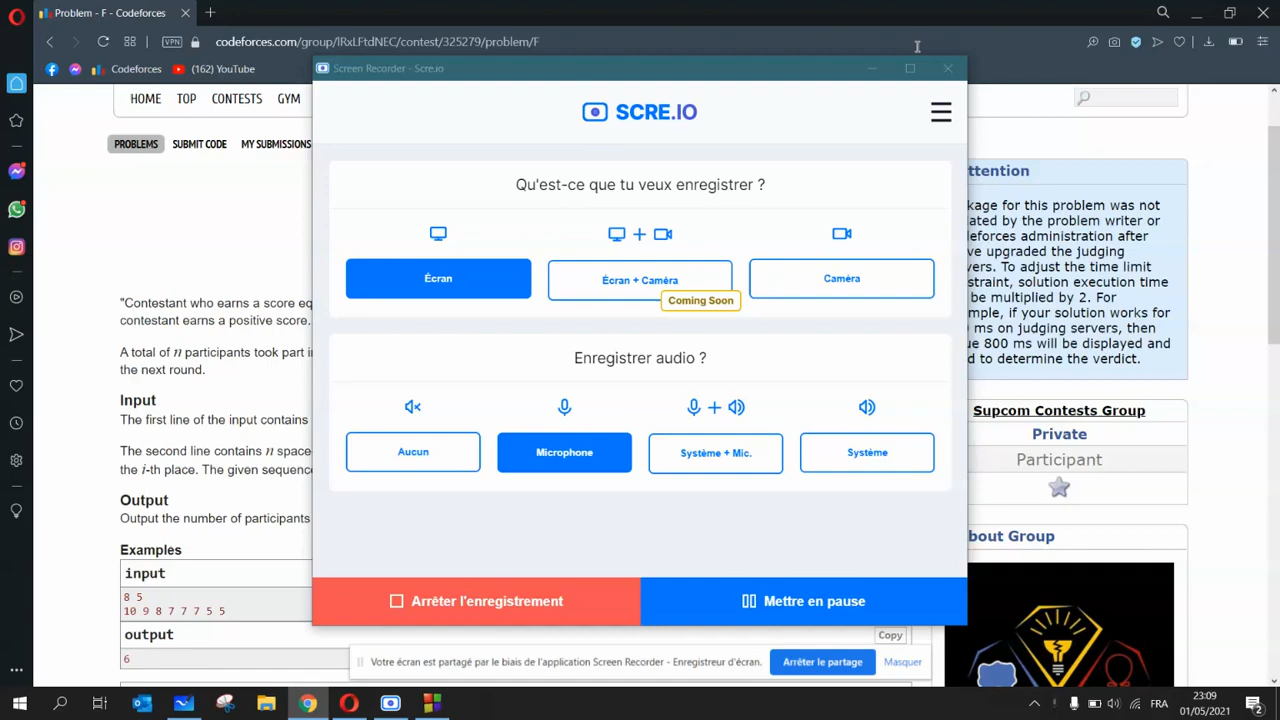 Problem - F - Codeforces
VPN
codeforces.com/group/lRxLFtdNEC/contest/325279/problem/F
Codeforces
(162) YouTube
Screen Recorder - Scre.io
HOME TOP CONTESTS GYM
SCRE.IO
PROBLEMS SUBMIT CODE MY SUBMISSIONS
Qu'est-ce que tu veux enregistrer ?
Écran
Écran + Caméra
Caméra
Coming Soon
Enregistrer audio ?
Aucun
Microphone
Système + Mic.
Système
Arrêter l'enregistrement
Mettre en pause
"Contestant who earns a score eq
contestant earns a positive score.
A total of n participants took part i
the next round.
Input
The first line of the input contains
The second line contains n space
the i-th place. The given sequenc
Output
Output the number of participants
Examples
input
8 5
10 9 8 7 7 7 5 5
output
6
Copy
Votre écran est partagé par le biais de l'application Screen Recorder - Enregistreur d'écran.
Arrêter le partage
Masquer
ttention
kage for this problem was not
ated by the problem writer or
deforces administration after
ve upgraded the judging
vers. To adjust the time limit
straint, solution execution time
be multiplied by 2. For
mple, if your solution works for
ms on judging servers, then
ue 800 ms will be displayed and
d to determine the verdict.
Supcom Contests Group
Private
Participant
bout Group
FRA
23:09
01/05/2021
2